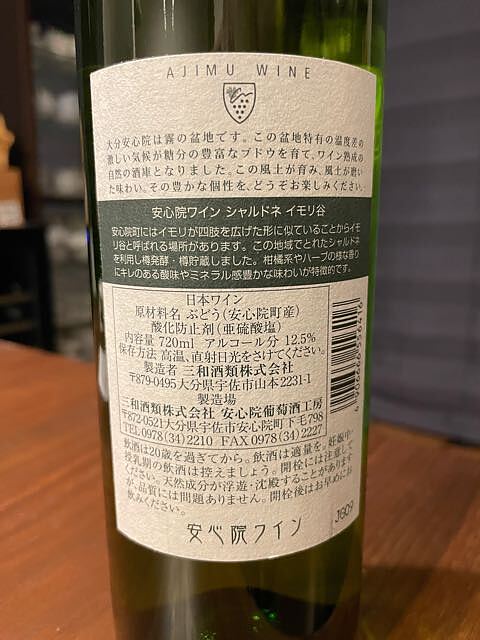 AJIMU WINE
大分安心院は霧の盆地です。この盆地特有の温度差の
激しい気候が糖分の豊富なブドウを育て、ワイン熟成の
自然の酒庫となりました。この風土が育み、風土が磨い
た味わい。その豊かな個性を、どうぞお楽しみください。
安心院ワイン シャルドネ イモリ谷
安心院町にはイモリが四肢を広げた形に似ていることからイモ
リ谷と呼ばれる場所があります。この地域でとれたシャルドネ
を利用し樽発酵・樽貯蔵しました。柑橘系やハーブの様な香り
にキレのある酸味やミネラル感豊かな味わいが特徴的です。
日本ワイン
原材料名 ぶどう(安心院町産)
酸化防止剤(亜硫酸塩)
内容量 720ml アルコール分 12.5%
保存方法 高温、直射日光をさけてください。
製造者 三和酒類株式会社
〒879-0495大分県宇佐市山本2231-1
製造場
三和酒類株式会社 安心院葡萄酒工房
〒872-0521大分県宇佐市安心院町下毛798
TEL0978(34)2210 FAX0978(34)2227
飲酒は20歳を過ぎてから。飲酒は適量を。妊娠中・
授乳期の飲酒は控えましょう。開栓には注意して
ください。天然成分が浮遊・沈殿することがあります
が、品質には問題ありません。開栓後はお早めにお
飲みください。
安心院ワイン
JG09